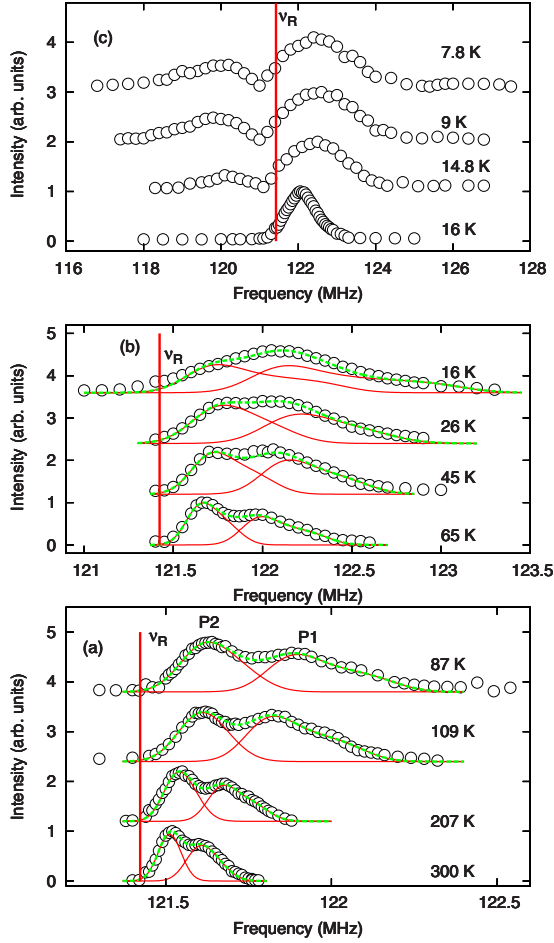 (c)
νR
7.8 K
9 K
14.8 K
16 K
Intensity (arb. units)
4
3
2
1
0
116 118 120 122 124 126 128
Frequency (MHz)
(b)
νR
16 K
26 K
45 K
65 K
Intensity (arb. units)
5
4
3
2
1
0
121 121.5 122 122.5 123 123.5
Frequency (MHz)
(a)
νR
P2
P1
87 K
109 K
207 K
300 K
Intensity (arb. units)
5
4
3
2
1
0
121.5 122 122.5
Frequency (MHz)